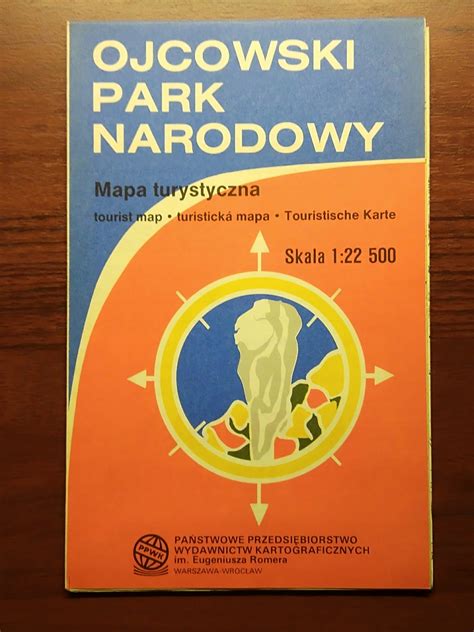 OJCOWSKI
PARK
NARODOWY
Mapa turystyczna
tourist map • turistická mapa • Touristische Karte
Skala 1:22 500
PPWK
PAŃSTWOWE PRZEDSIĘBIORSTWO
WYDAWNICTW KARTOGRAFICZNYCH
im. Eugeniusza Romera
WARSZAWA-WROCŁAW